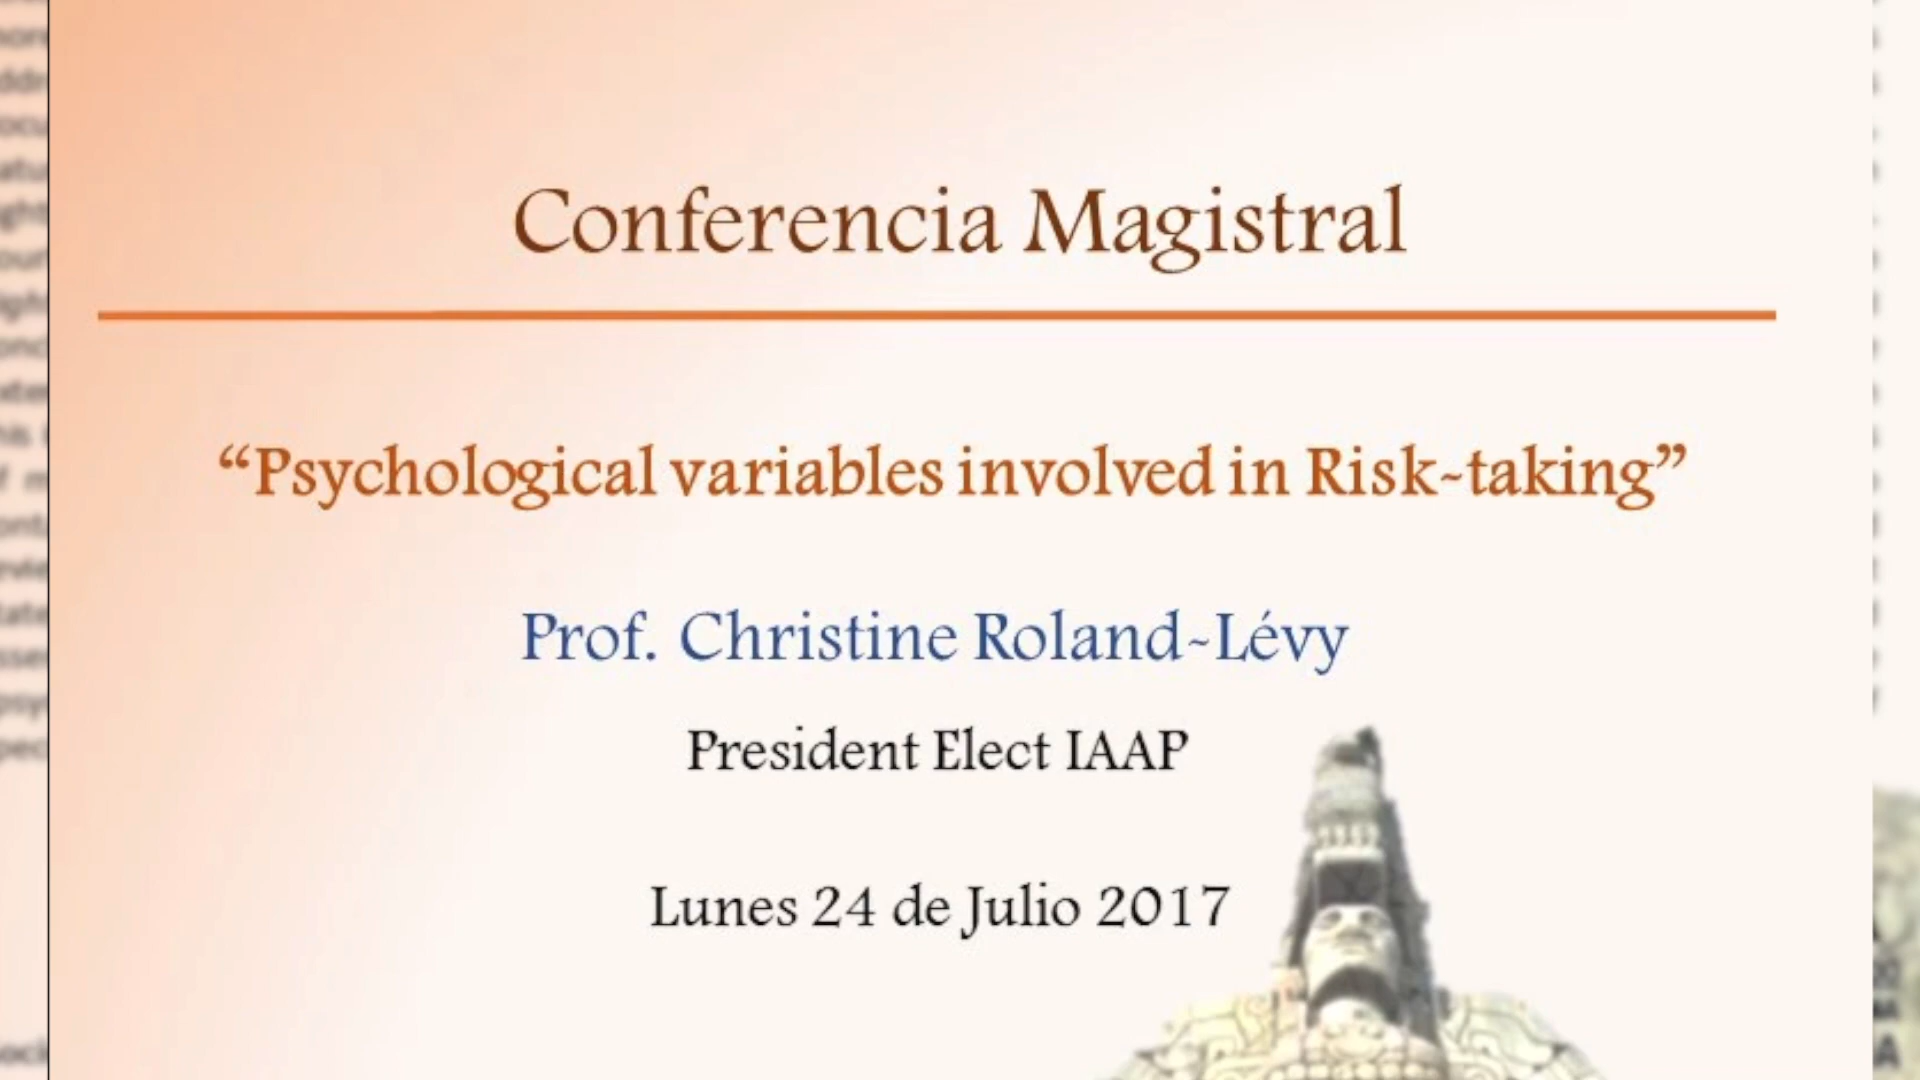 Conferencia Magistral
“Psychological variables involved in Risk-taking”
Prof. Christine Roland-Lévy
President Elect IAAP
Lunes 24 de Julio 2017